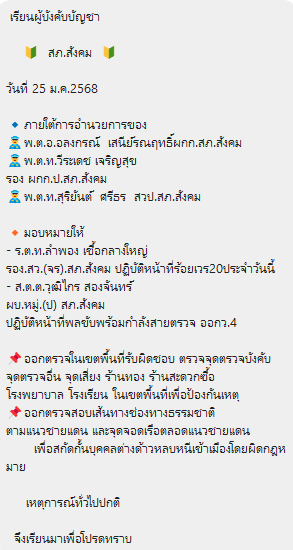 เรียนผู้บังคับบัญชา
🔰 สภ.สังคม 🔰
วันที่ 25 ม.ค.2568
🔹ภายใต้การอำนวยการของ
👮พ.ต.อ.อลงกรณ์ เสนีย์รณฤทธิ์ผกก.สภ.สังคม
👮พ.ต.ท.วีระเดช เจริญสุข
รอง ผกก.ป.สภ.สังคม
👮พ.ต.ท.สุริยันต์ ศรีธร สวป.สภ.สังคม
🔸มอบหมายให้
- ร.ต.ท.ลำพอง เชื้อกลางใหญ่
รอง.สว.(จร).สภ.สังคม ปฏิบัติหน้าที่ร้อยเวร20ประจำวันนี้
- ส.ต.ต.วุฒิไกร สองจันทร์
ผบ.หมู่.(ป) สภ.สังคม
ปฏิบัติหน้าที่พลขับพร้อมกำลังสายตรวจ ออกว.4
📌ออกตรวจในเขตพื้นที่รับผิดชอบ ตรวจจุดตรวจบังคับ
จุดตรวจอื่น จุดเสี่ยง ร้านทอง ร้านสะดวกซื้อ
โรงพยาบาล โรงเรียน ในเขตพื้นที่เพื่อป้องกันเหตุ
📌ออกตรวจสอบเส้นทางช่องทางธรรมชาติ
ตามแนวชายแดน และจุดจอดเรือตลอดแนวชายแดน
เพื่อสกัดกั้นบุคคลต่างด้าวหลบหนีเข้าเมืองโดยผิดกฎห
มาย
เหตุการณ์ทั่วไปปกติ
จึงเรียนมาเพื่อโปรดทราบ